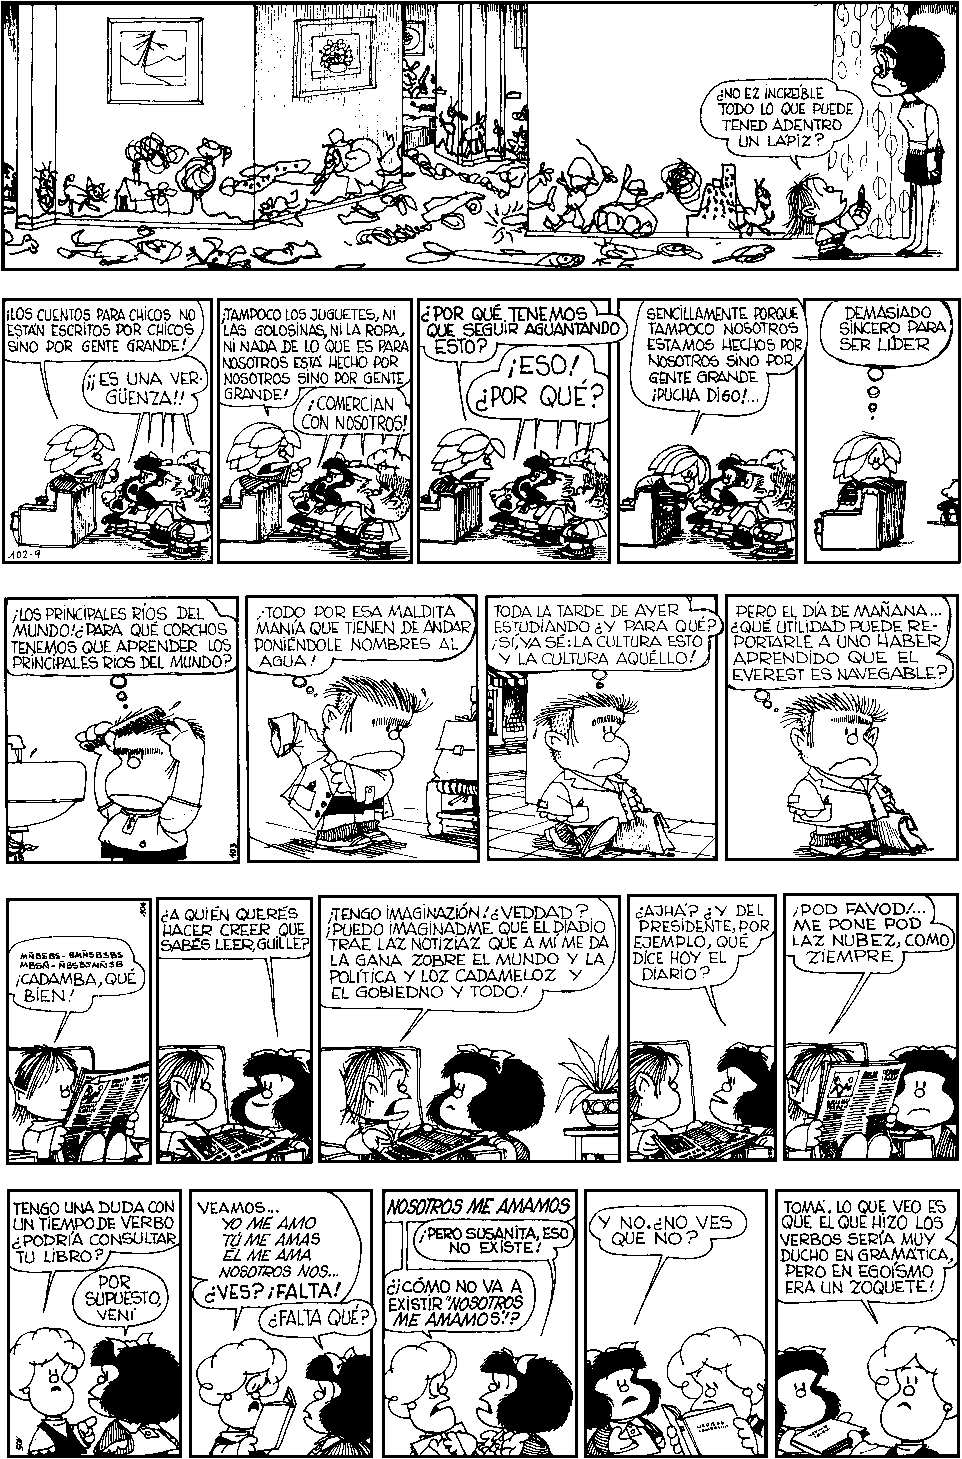 ¿NO EZ INCREÍBLE
TODO LO QUE PUEDE
TENED ADENTRO
UN LÁPIZ?
¡LOS CUENTOS PARA CHICOS NO
ESTÁN ESCRITOS POR CHICOS
SINO POR GENTE GRANDE!
¡¡ES UNA VER-
GÜENZA!!
102-9
¡TAMPOCO LOS JUGUETES, NI
LAS GOLOSINAS, NI LA ROPA,
NI NADA DE LO QUE ES PARA
NOSOTROS ESTÁ HECHO POR
NOSOTROS SINO POR GENTE
GRANDE!
¡COMERCIAN
CON NOSOTROS!
¿POR QUÉ TENEMOS
QUE SEGUIR AGUANTANDO
ESTO?
¡ESO!
¿POR QUÉ?
SENCILLAMENTE PORQUE
TAMPOCO NOSOTROS
ESTAMOS HECHOS POR
NOSOTROS SINO POR
GENTE GRANDE
¡PUCHA DIGO!...
DEMASIADO
SINCERO PARA
SER LÍDER
¡LOS PRINCIPALES RÍOS DEL
MUNDO! ¿PARA QUÉ CORCHOS
TENEMOS QUE APRENDER LOS
PRINCIPALES RÍOS DEL MUNDO?
103
¡TODO POR ESA MALDITA
MANÍA QUE TIENEN DE ANDAR
PONIÉNDOLE NOMBRES AL
AGUA!
TODA LA TARDE DE AYER
ESTUDIANDO ¿Y PARA QUÉ?
¡SÍ, YA SÉ: LA CULTURA ESTO
Y LA CULTURA AQUÉLLO!
PERO EL DÍA DE MAÑANA...
¿QUÉ UTILIDAD PUEDE RE-
PORTARLE A UNO HABER
APRENDIDO QUE EL
EVEREST ES NAVEGABLE?
104
MÑBSBS-BMÑSBSBS
MBSÑ-ÑBSBSMÑSB
¡CADAMBA, QUÉ
BIEN!
¿A QUIÉN QUERÉS
HACER CREER QUE
SABÉS LEER, GUILLE?
¡TENGO IMAGINAZIÓN! ¿VEDDAD?
¡PUEDO IMAGINADME QUE EL DIADIO
TRAE LAZ NOTIZIAZ QUE A MÍ ME DA
LA GANA ZOBRE EL MUNDO Y LA
POLÍTICA Y LOZ CADAMELOZ Y
EL GOBIEDNO Y TODO!
¿AJHÁ? ¿Y DEL
PRESIDENTE, POR
EJEMPLO, QUÉ
DICE HOY EL
DIARIO?
¡POD FAVOD!...
ME PONE POD
LAZ NUBEZ, COMO
ZIEMPRE
TENGO UNA DUDA CON
UN TIEMPO DE VERBO
¿PODRÍA CONSULTAR
TU LIBRO?
POR
SUPUESTO,
VENÍ
VEAMOS...
YO ME AMO
TÚ ME AMAS
ÉL ME AMA
NOSOTROS NOS...
¿VES? ¡FALTA!
¿FALTA QUÉ?
NOSOTROS ME AMAMOS
¡PERO SUSANITA, ESO
NO EXISTE!
¿¡CÓMO NO VA A
EXISTIR "NOSOTROS
ME AMAMOS"!?
Y NO. ¿NO VES
QUE NO?
TOMÁ. LO QUE VEO ES
QUE EL QUE HIZO LOS
VERBOS SERÍA MUY
DUCHO EN GRAMÁTICA,
PERO EN EGOÍSMO
ERA UN ZOQUETE!